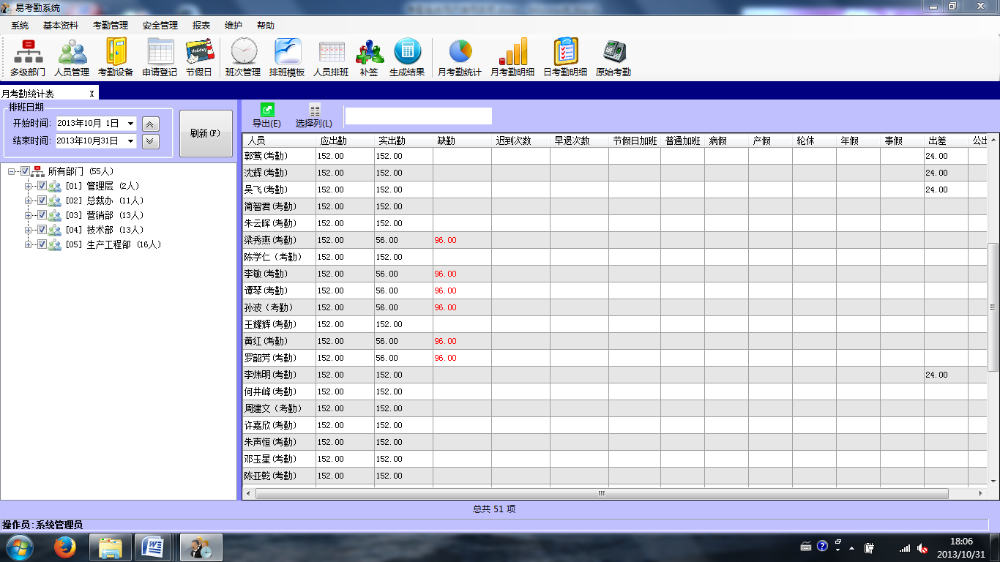 易考勤系统
系统 基本资料 考勤管理 安全管理 报表 维护 帮助
Holiday
多级部门 人员管理 考勤设备 申请登记 节假日 班次管理 排班模板 人员排班 补签 生成结果 月考勤统计 月考勤明细 日考勤明细 原始考勤
月考勤统计表 x
排班日期
开始时间: 2013年10月 1日
结束时间: 2013年10月31日
刷新(F)
所有部门 (55人)
[01] 管理层 (2人)
[02] 总裁办 (11人)
[03] 营销部 (13人)
[04] 技术部 (13人)
[05] 生产工程部 (16人)
导出(E) 选择列(L)
人员 应出勤 实出勤 缺勤 迟到次数 早退次数 节假日加班 普通加班 病假 产假 轮休 年假 事假 出差 公出
郭莺(考勤) 152.00 152.00 24.00
沈辉(考勤) 152.00 152.00 24.00
吴飞(考勤) 152.00 152.00 24.00
简智君(考勤) 152.00 152.00
朱云晖(考勤) 152.00 152.00
梁秀燕(考勤) 152.00 56.00 96.00
陈学仁（考勤） 152.00 152.00
李敏(考勤) 152.00 56.00 96.00
谭琴(考勤) 152.00 56.00 96.00
孙波（考勤） 152.00 56.00 96.00
王耀辉(考勤) 152.00 152.00
黄红(考勤) 152.00 56.00 96.00
罗韶芳(考勤) 152.00 56.00 96.00
李炜明(考勤) 152.00 152.00 24.00
何井峰(考勤) 152.00 152.00
周建文（考勤） 152.00 152.00
许嘉欣(考勤) 152.00 152.00
朱声恒(考勤) 152.00 152.00
邓玉星(考勤) 152.00 152.00
陈亚乾(考勤) 152.00 152.00
总共 51 项
操作员:系统管理员
18:06
2013/10/31